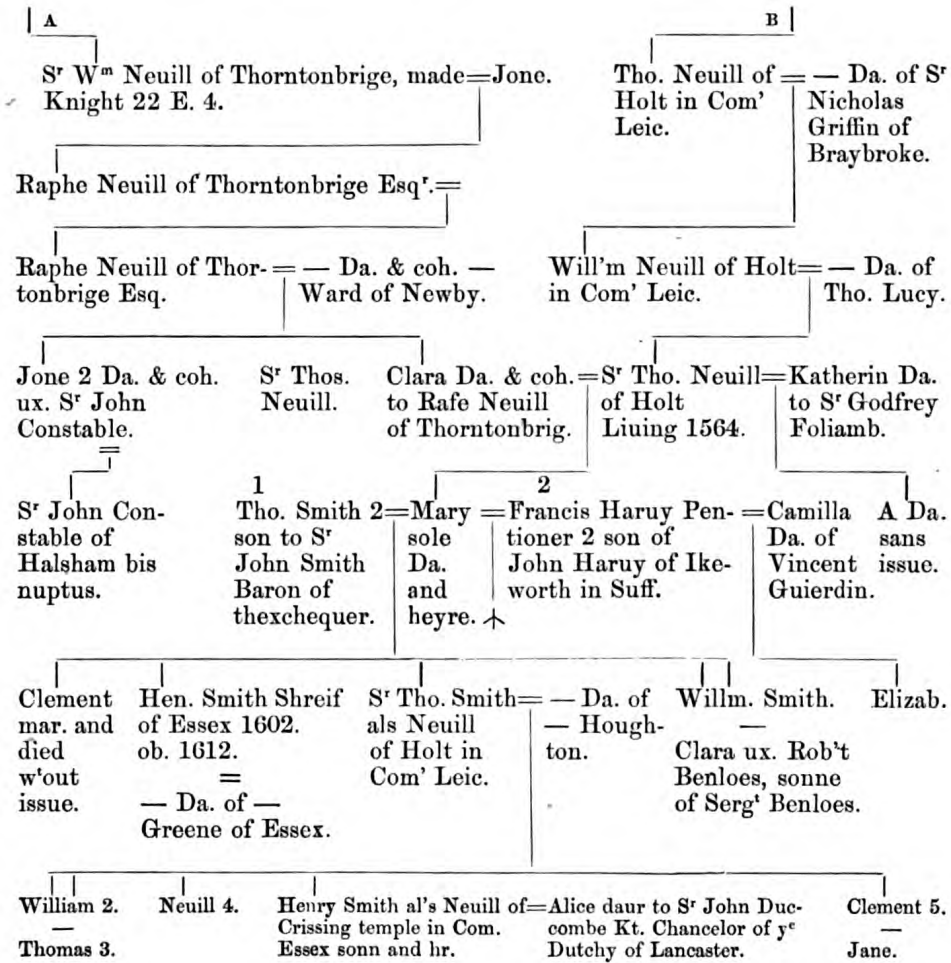 A
B
Sʳ Wᵐ Neuill of Thorntonbrige, made=Jone.
Knight 22 E. 4.
Tho. Neuill of = — Da. of Sʳ
Holt in Com' Nicholas
Leic. Griffin of
Braybroke.
Raphe Neuill of Thorntonbrige Esqʳ.=
Raphe Neuill of Thor- = — Da. & coh. —
tonbrige Esq. Ward of Newby.
Will'm Neuill of Holt= — Da. of
in Com' Leic. Tho. Lucy.
Jone 2 Da. & coh.
ux. Sʳ John
Constable.
=
Sʳ Thos.
Neuill.
Clara Da. & coh.=Sʳ Tho. Neuill=Katherin Da.
to Rafe Neuill of Holt to Sʳ Godfrey
of Thorntonbrig. Liuing 1564. Foliamb.
Sʳ John Con-
stable of
Halsham bis
nuptus.
1
2
Tho. Smith 2=Mary =Francis Haruy Pen- =Camilla
son to Sʳ sole tioner 2 son of Da. of
John Smith Da. John Haruy of Ike- Vincent
Baron of and worth in Suff. Guierdin.
thexchequer. heyre.
A Da.
sans
issue.
Clement
mar. and
died
wᵗout
issue.
Hen. Smith Shreif
of Essex 1602.
ob. 1612.
=
— Da. of —
Greene of Essex.
Sʳ Tho. Smith= — Da. of
als Neuill — Hough-
of Holt in ton.
Com' Leic.
Willm. Smith.
—
Clara ux. Rob't
Benloes, sonne
of Sergᵗ Benloes.
Elizab.
William 2.
—
Thomas 3.
Neuill 4.
Henry Smith al's Neuill of=Alice daur to Sʳ John Duc-
Crissing temple in Com. combe Kt. Chancelor of yᵉ
Essex sonn and hr. Dutchy of Lancaster.
Clement 5.
—
Jane.